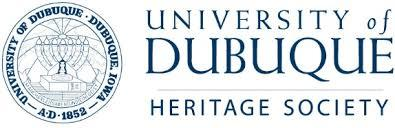 UNIVERSITY OF DUBUQUE · DUBUQUE, IOWA
A·D·1852
UNIVERSITY of
DUBUQUE
HERITAGE SOCIETY